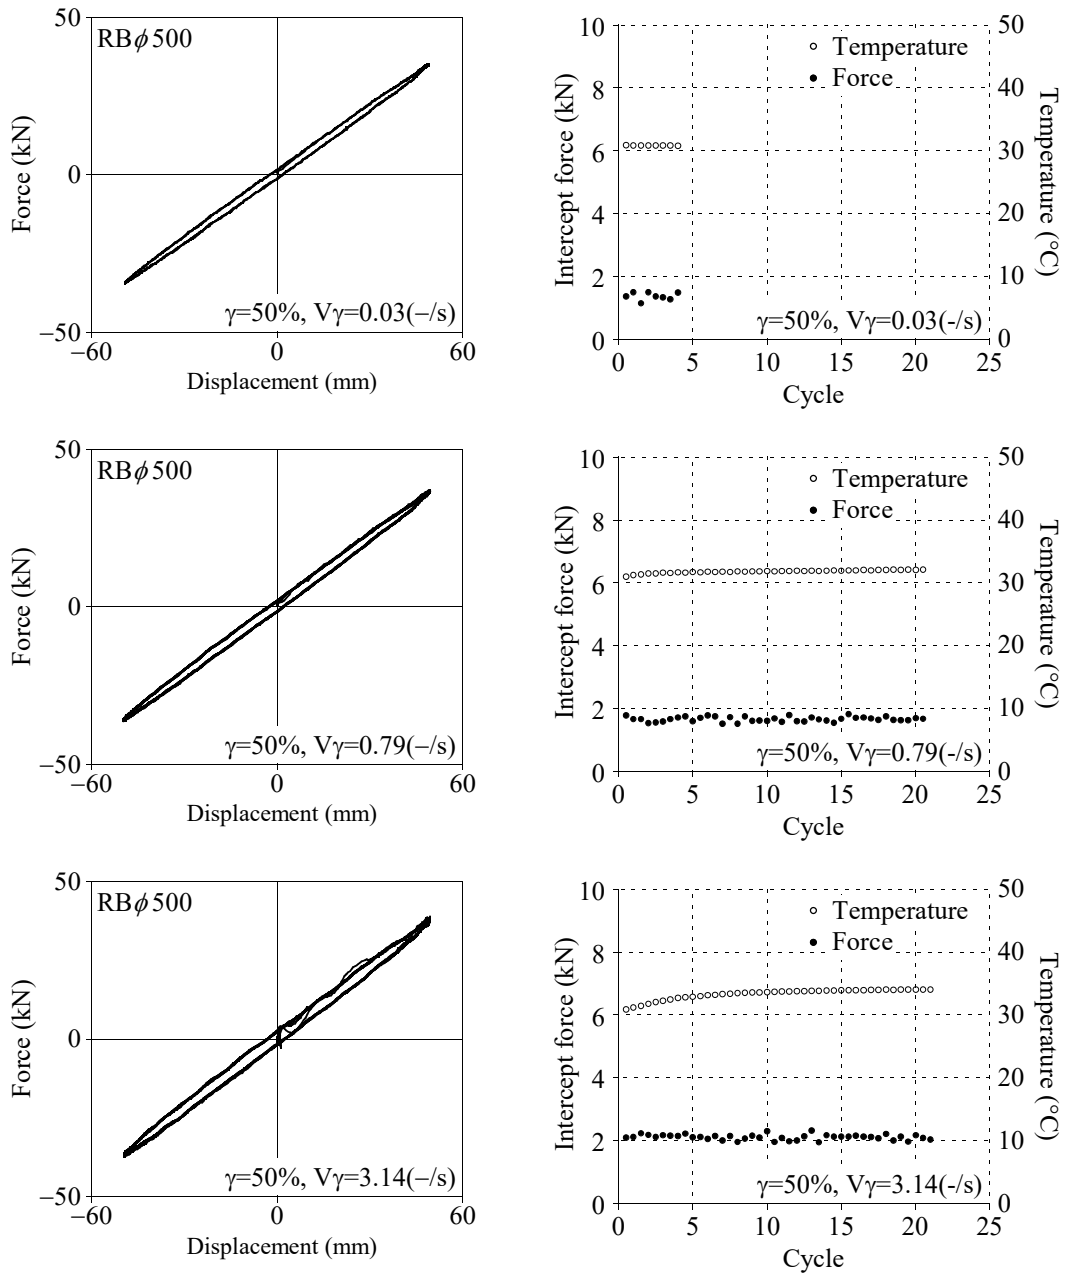 50
RBϕ500
Force (kN)
0
γ=50%, Vγ=0.03(−/s)
−50
−60 0 60
Displacement (mm)
10 50
Temperature
Force
8 40
6 30
Intercept force (kN)
Temperature (°C)
4 20
2 10
γ=50%, Vγ=0.03(-/s)
0 0
0 5 10 15 20 25
Cycle
50
RBϕ500
Force (kN)
0
γ=50%, Vγ=0.79(−/s)
−50
−60 0 60
Displacement (mm)
10 50
Temperature
Force
8 40
6 30
Intercept force (kN)
Temperature (°C)
4 20
2 10
γ=50%, Vγ=0.79(-/s)
0 0
0 5 10 15 20 25
Cycle
50
RBϕ500
Force (kN)
0
γ=50%, Vγ=3.14(−/s)
−50
−60 0 60
Displacement (mm)
10 50
Temperature
Force
8 40
6 30
Intercept force (kN)
Temperature (°C)
4 20
2 10
γ=50%, Vγ=3.14(-/s)
0 0
0 5 10 15 20 25
Cycle